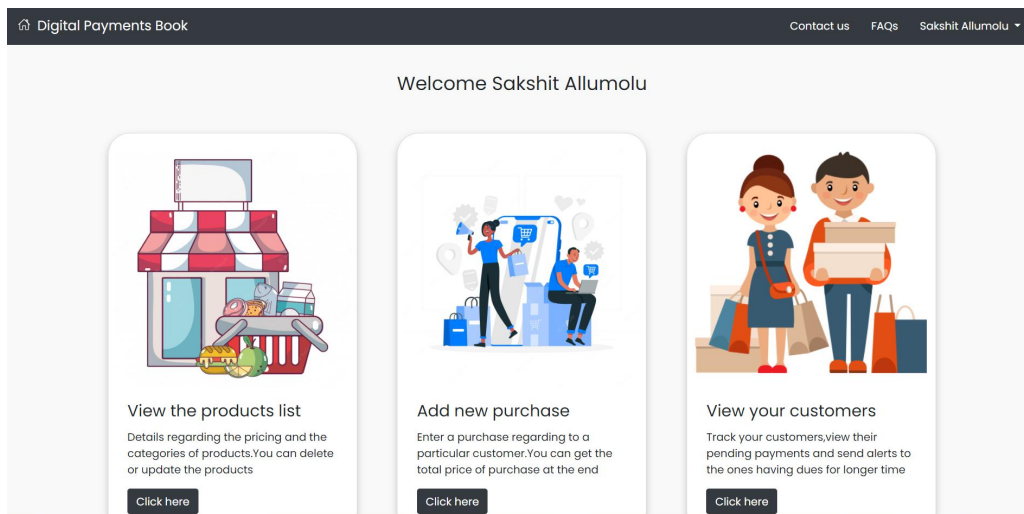 Digital Payments Book
Contact us
FAQs
Sakshit Allumolu
Welcome Sakshit Allumolu
View the products list
Details regarding the pricing and the
categories of products.You can delete
or update the products
Click here
Add new purchase
Enter a purchase regarding to a
particular customer.You can get the
total price of purchase at the end
Click here
View your customers
Track your customers,view their
pending payments and send alerts to
the ones having dues for longer time
Click here